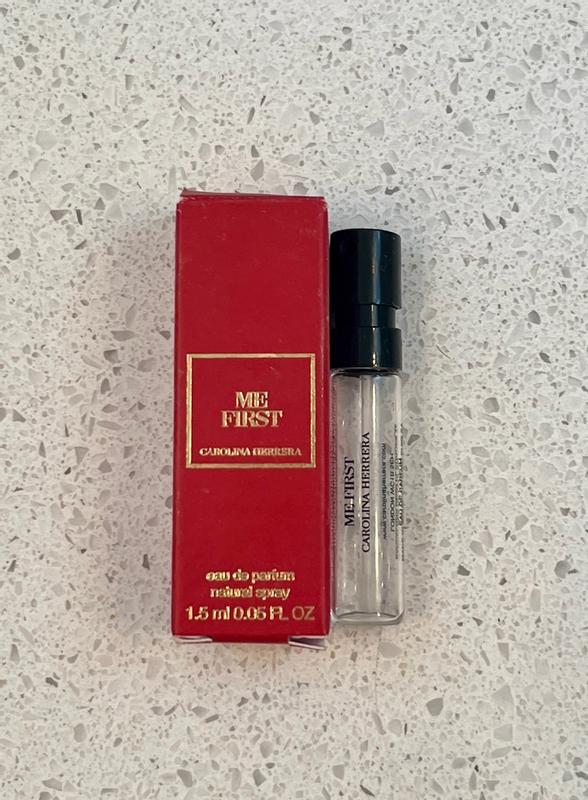 ME
FIRST
CAROLINA HERRERA
eau de parfum
natural spray
1.5 ml 0.05 FL OZ
ME FIRST
CAROLINA HERRERA